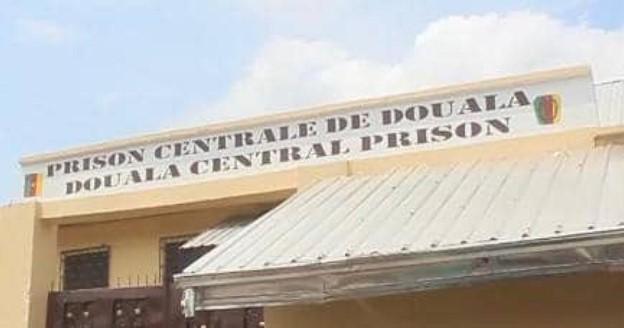 PRISON CENTRALE DE DOUALA
DOUALA CENTRAL PRISON